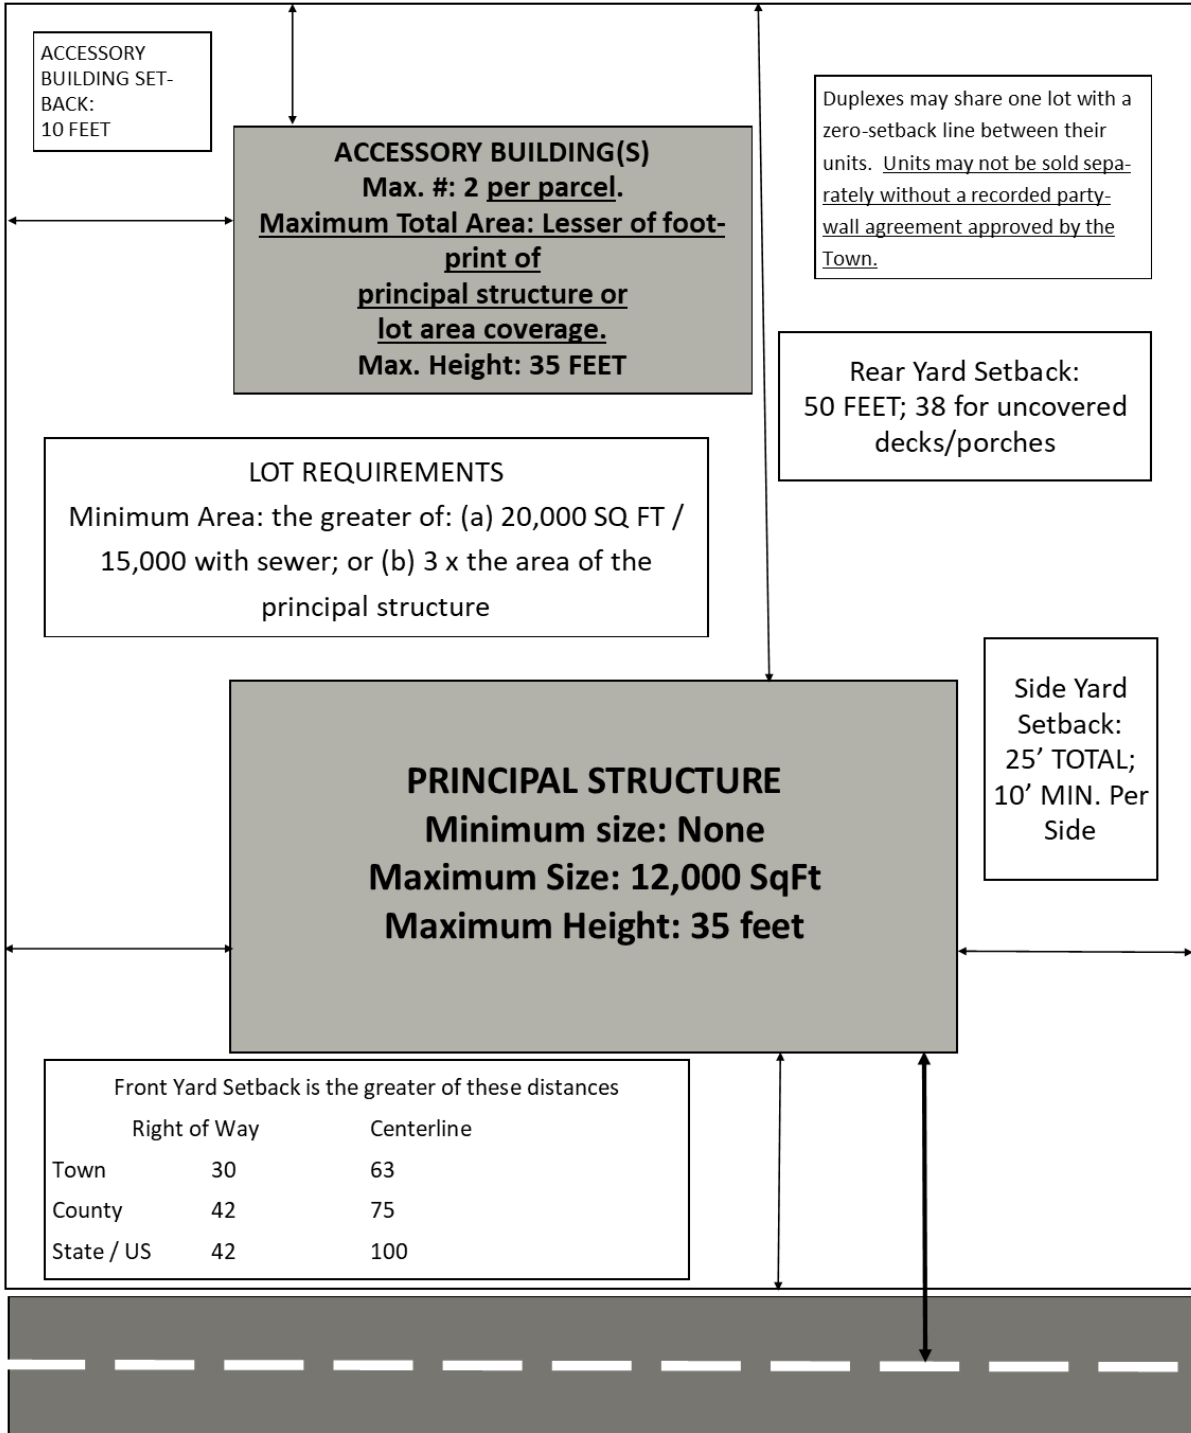 ACCESSORY
BUILDING SET-
BACK:
10 FEET
ACCESSORY BUILDING(S)
Max. #: 2 per parcel.
Maximum Total Area: Lesser of foot-
print of
principal structure or
lot area coverage.
Max. Height: 35 FEET
Duplexes may share one lot with a
zero-setback line between their
units. Units may not be sold sepa-
rately without a recorded party-
wall agreement approved by the
Town.
Rear Yard Setback:
50 FEET; 38 for uncovered
decks/porches
LOT REQUIREMENTS
Minimum Area: the greater of: (a) 20,000 SQ FT /
15,000 with sewer; or (b) 3 x the area of the
principal structure
Side Yard
Setback:
25’ TOTAL;
10’ MIN. Per
Side
PRINCIPAL STRUCTURE
Minimum size: None
Maximum Size: 12,000 SqFt
Maximum Height: 35 feet
Front Yard Setback is the greater of these distances
Right of Way Centerline
Town 30 63
County 42 75
State / US 42 100